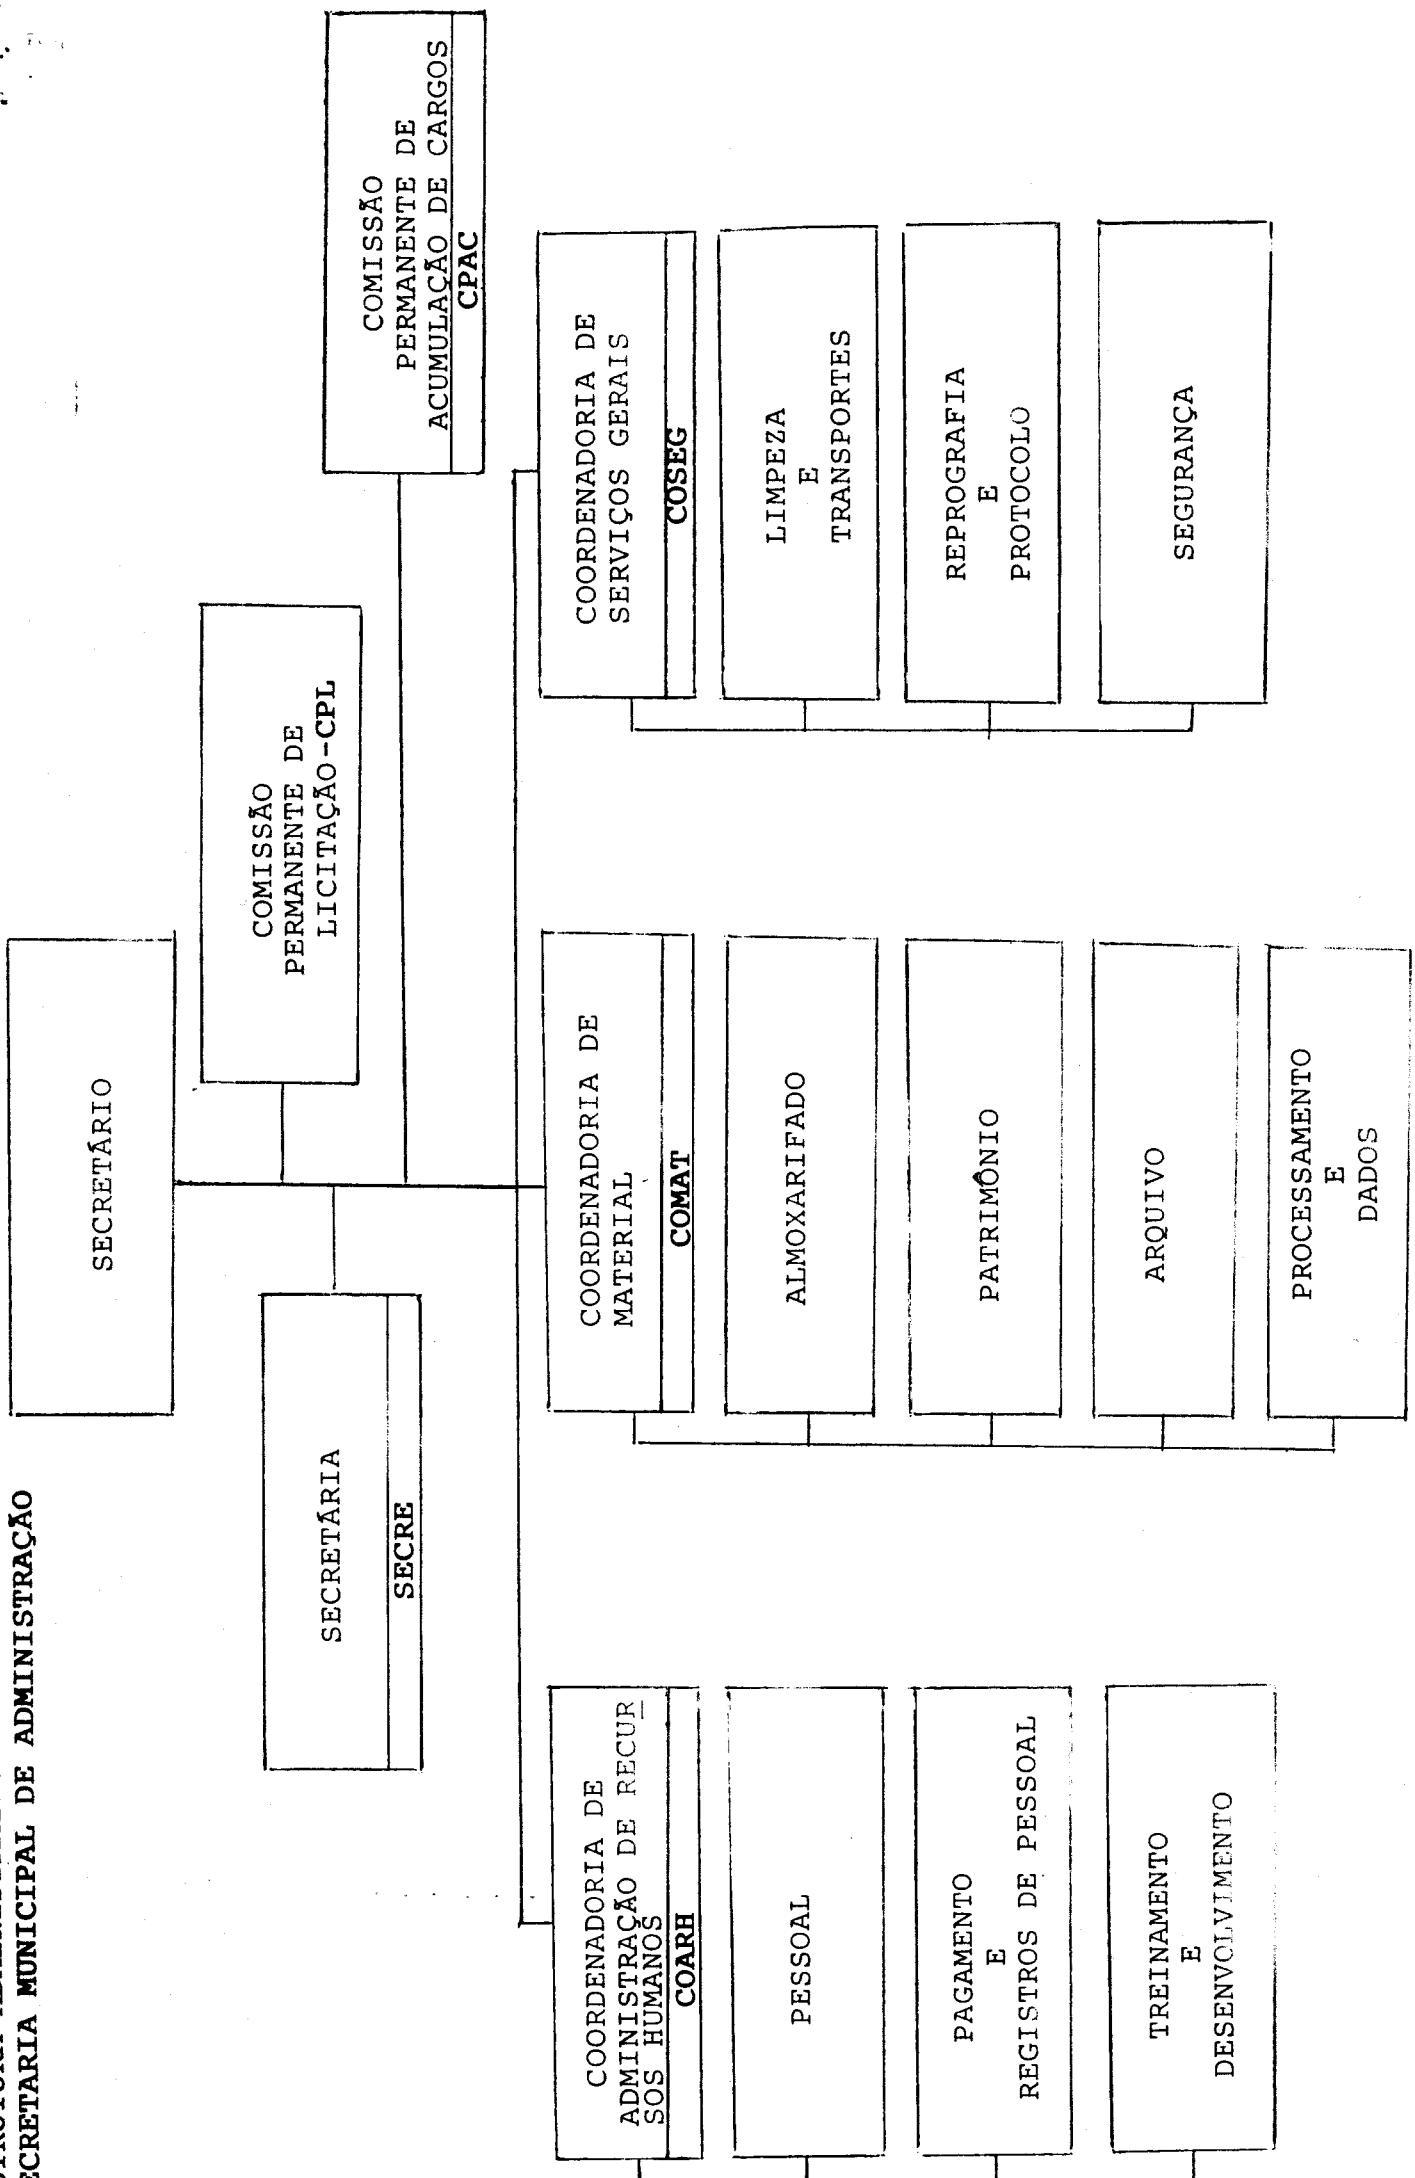 SECRETARIA MUNICIPAL DE ADMINISTRAÇÃO
SECRETÁRIO
COMISSÃO
PERMANENTE DE
LICITAÇÃO-CPL
SECRETÁRIA
SECRE
COMISSÃO
PERMANENTE DE
ACUMULAÇÃO DE CARGOS
CPAC
COORDENADORIA DE
ADMINISTRAÇÃO DE RECUR
SOS HUMANOS
COARH
PESSOAL
PAGAMENTO
E
REGISTROS DE PESSOAL
TREINAMENTO
E
DESENVOLVIMENTO
COORDENADORIA DE
MATERIAL
COMAT
ALMOXARIFADO
PATRIMÔNIO
ARQUIVO
PROCESSAMENTO
E
DADOS
COORDENADORIA DE
SERVIÇOS GERAIS
COSEG
LIMPEZA
E
TRANSPORTES
REPROGRAFIA
E
PROTOCOLO
SEGURANÇA